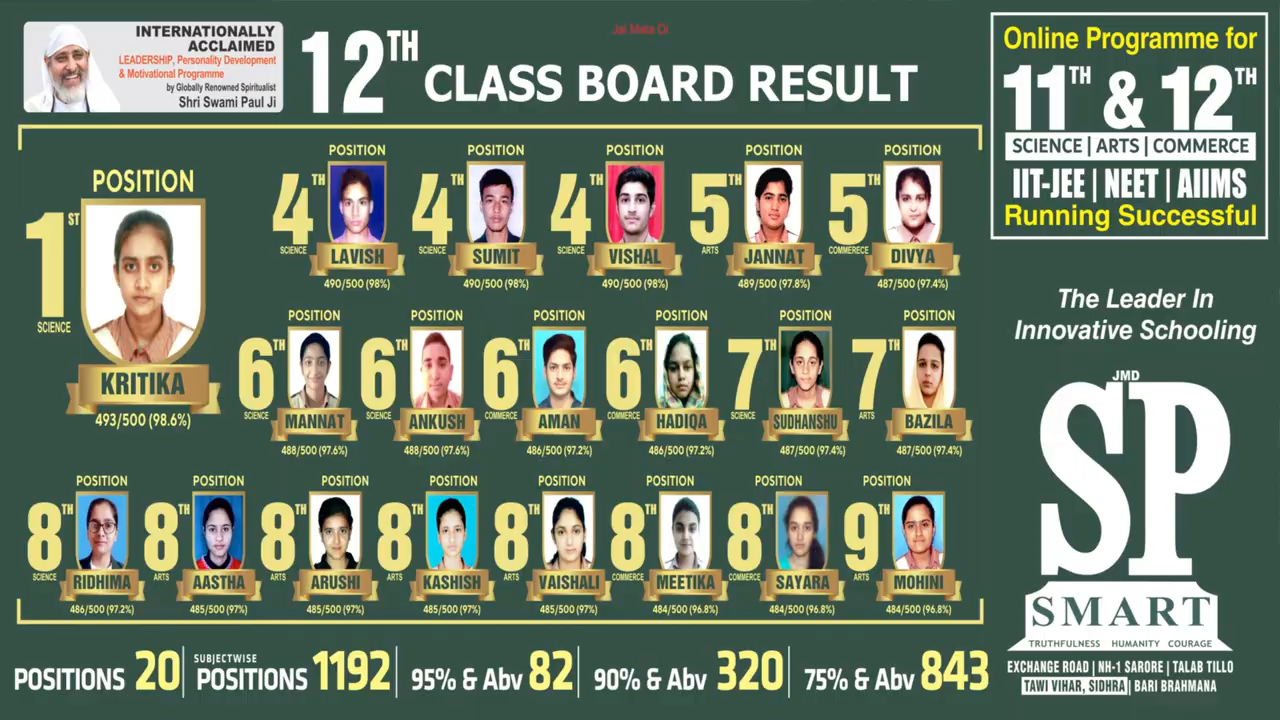 Jai Mata Di
INTERNATIONALLY
ACCLAIMED
LEADERSHIP, Personality Development
& Motivational Programme
by Globally Renowned Spiritualist
Shri Swami Paul Ji
12TH CLASS BOARD RESULT
POSITION
1ST
SCIENCE
KRITIKA
493/500 (98.6%)
POSITION
4TH
SCIENCE
LAVISH
490/500 (98%)
POSITION
4TH
SCIENCE
SUMIT
490/500 (98%)
POSITION
4TH
SCIENCE
VISHAL
490/500 (98%)
POSITION
5TH
ARTS
JANNAT
489/500 (97.8%)
POSITION
5TH
COMMERECE
DIVYA
487/500 (97.4%)
POSITION
6TH
SCIENCE
MANNAT
488/500 (97.6%)
POSITION
6TH
SCIENCE
ANKUSH
488/500 (97.6%)
POSITION
6TH
COMMERCE
AMAN
486/500 (97.2%)
POSITION
6TH
COMMERCE
HADIQA
486/500 (97.2%)
POSITION
7TH
SCIENCE
SUDHANSHU
487/500 (97.4%)
POSITION
7TH
ARTS
BAZILA
487/500 (97.4%)
POSITION
8TH
SCIENCE
RIDHIMA
486/500 (97.2%)
POSITION
8TH
ARTS
AASTHA
485/500 (97%)
POSITION
8TH
ARTS
ARUSHI
485/500 (97%)
POSITION
8TH
ARTS
KASHISH
485/500 (97%)
POSITION
8TH
ARTS
VAISHALI
485/500 (97%)
POSITION
8TH
COMMERCE
MEETIKA
484/500 (96.8%)
POSITION
8TH
COMMERCE
SAYARA
484/500 (96.8%)
POSITION
9TH
ARTS
MOHINI
484/500 (96.8%)
POSITIONS 20
SUBJECTWISE
POSITIONS 1192
95% & Abv 82
90% & Abv 320
75% & Abv 843
Online Programme for
11TH & 12TH
SCIENCE | ARTS | COMMERCE
IIT-JEE | NEET | AIIMS
Running Successful
The Leader In
Innovative Schooling
JMD
SP
SMART
TRUTHFULNESS HUMANITY COURAGE
EXCHANGE ROAD | NH-1 SARORE | TALAB TILLO
TAWI VIHAR, SIDHRA | BARI BRAHMANA